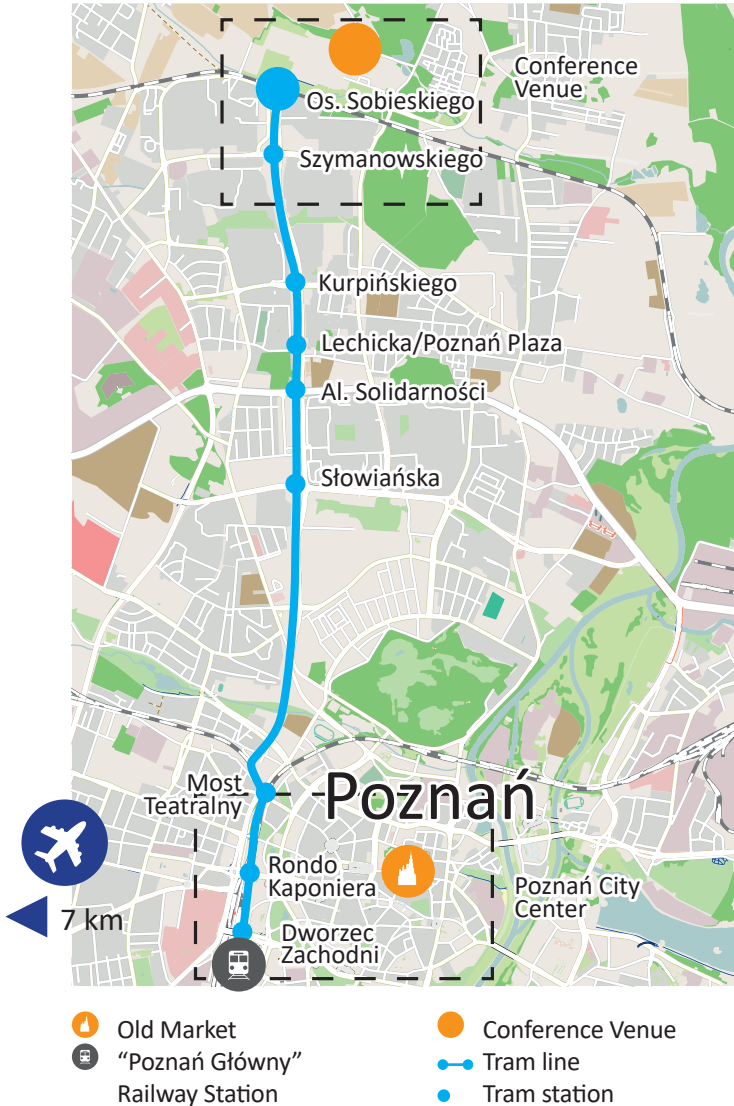 Conference
Venue
Os. Sobieskiego
Szymanowskiego
Kurpińskiego
Lechicka/Poznań Plaza
Al. Solidarności
Słowiańska
Most
Teatralny
Poznań
Rondo
Kaponiera
Poznań City
Center
7 km
Dworzec
Zachodni
Old Market
“Poznań Główny”
Railway Station
Conference Venue
Tram line
Tram station